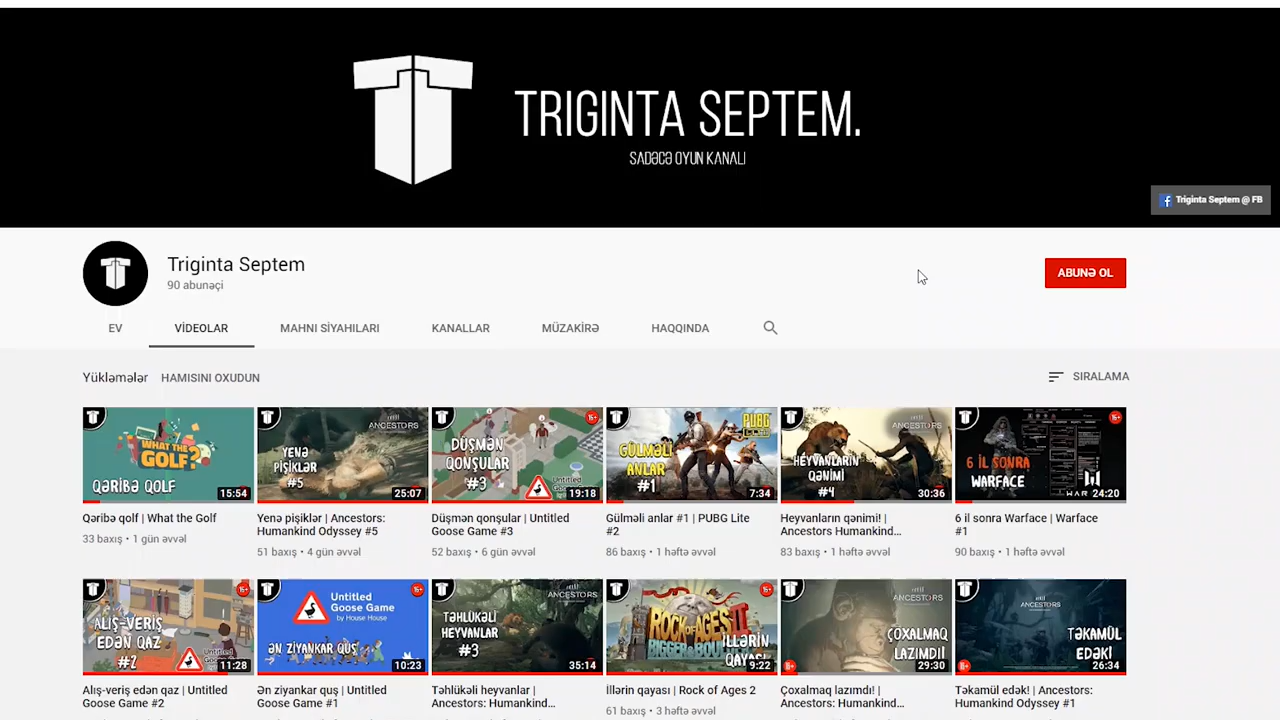 TRIGINTA SEPTEM.
SADƏCƏ OYUN KANALI
Triginta Septem @ FB
Triginta Septem
90 abunəçi
ABUNƏ OL
EV VİDEOLAR MAHNI SİYAHILARI KANALLAR MÜZAKİRƏ HAQQINDA
Yükləmələr HAMISINI OXUDUN SIRALAMA
WHAT THE GOLF?
QƏRİBƏ QOLF
15:54
ANCESTORS
YENƏ PİŞİKLƏR #5
25:07
DÜŞMƏN QONŞULAR #3
Untitled
19:18
PUBG LITE
GÜLMƏLİ ANLAR #1
7:34
ANCESTORS
HEYVANLARIN QƏNİMİ #4
30:36
6 IL SONRA WARFACE
24:20
Qəribə qolf | What the Golf
33 baxış • 1 gün əvvəl
Yenə pişiklər | Ancestors:
Humankind Odyssey #5
51 baxış • 4 gün əvvəl
Düşmən qonşular | Untitled
Goose Game #3
52 baxış • 6 gün əvvəl
Gülməli anlar #1 | PUBG Lite
#2
86 baxış • 1 həftə əvvəl
Heyvanların qənimi! |
Ancestors Humankind...
83 baxış • 1 həftə əvvəl
6 il sonra Warface | Warface
#1
90 baxış • 1 həftə əvvəl
ALIŞ-VERİŞ EDƏN QAZ #2
11:28
Untitled
Goose Game
by House House
ƏN ZİYANKAR QUŞ
10:23
ANCESTORS
TƏHLÜKƏLİ HEYVANLAR #3
35:14
ROCK OF AGES II
BIGGER & BOULDER
İLLƏRİN QAYASI
9:22
ANCESTORS
ÇOXALMAQ LAZIMDI!
29:30
ANCESTORS
TƏKAMÜL EDƏK!
26:34
Alış-veriş edən qaz | Untitled
Goose Game #2
Ən ziyankar quş | Untitled
Goose Game #1
Təhlükəli heyvanlar |
Ancestors: Humankind...
İllərin qayası | Rock of Ages 2
61 baxış • 3 həftə əvvəl
Çoxalmaq lazımdı! |
Ancestors: Humankind...
Təkamül edək! | Ancestors:
Humankind Odyssey #1